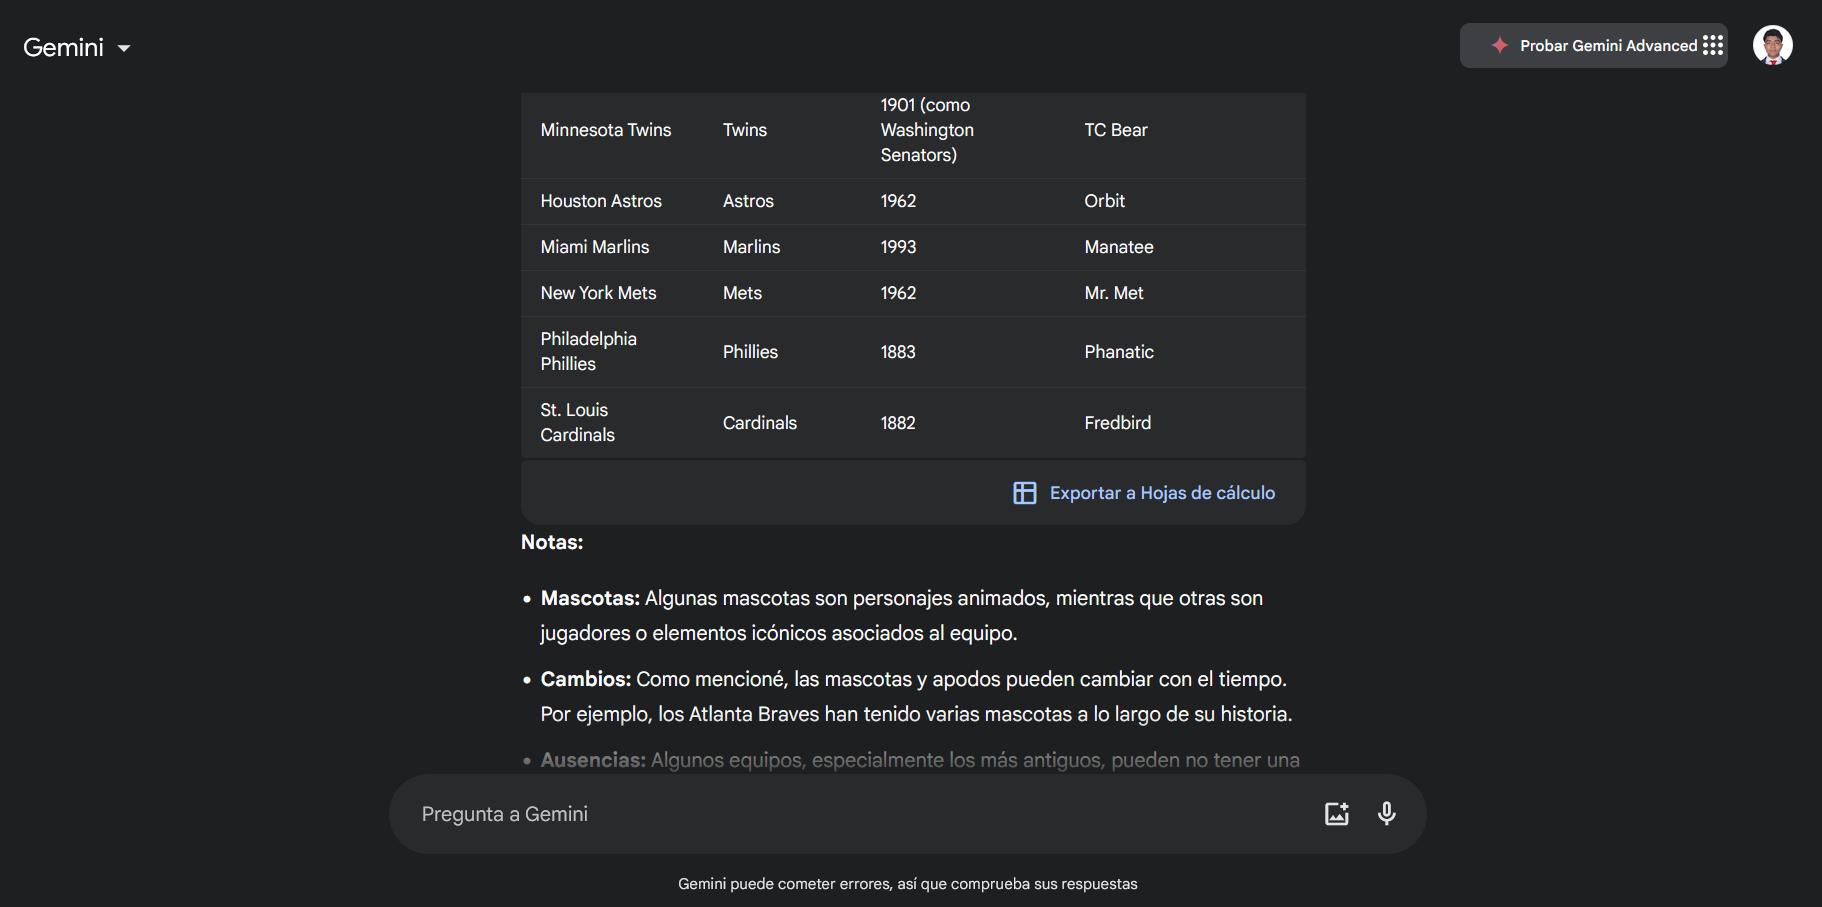 Gemini
Probar Gemini Advanced
1901 (como
Minnesota Twins Twins Washington TC Bear
Senators)
Houston Astros Astros 1962 Orbit
Miami Marlins Marlins 1993 Manatee
New York Mets Mets 1962 Mr. Met
Philadelphia
Phillies Phillies 1883 Phanatic
St. Louis
Cardinals Cardinals 1882 Fredbird
Exportar a Hojas de cálculo
Notas:
• Mascotas: Algunas mascotas son personajes animados, mientras que otras son
jugadores o elementos icónicos asociados al equipo.
• Cambios: Como mencioné, las mascotas y apodos pueden cambiar con el tiempo.
Por ejemplo, los Atlanta Braves han tenido varias mascotas a lo largo de su historia.
• Ausencias: Algunos equipos, especialmente los más antiguos, pueden no tener una
Pregunta a Gemini
Gemini puede cometer errores, así que comprueba sus respuestas